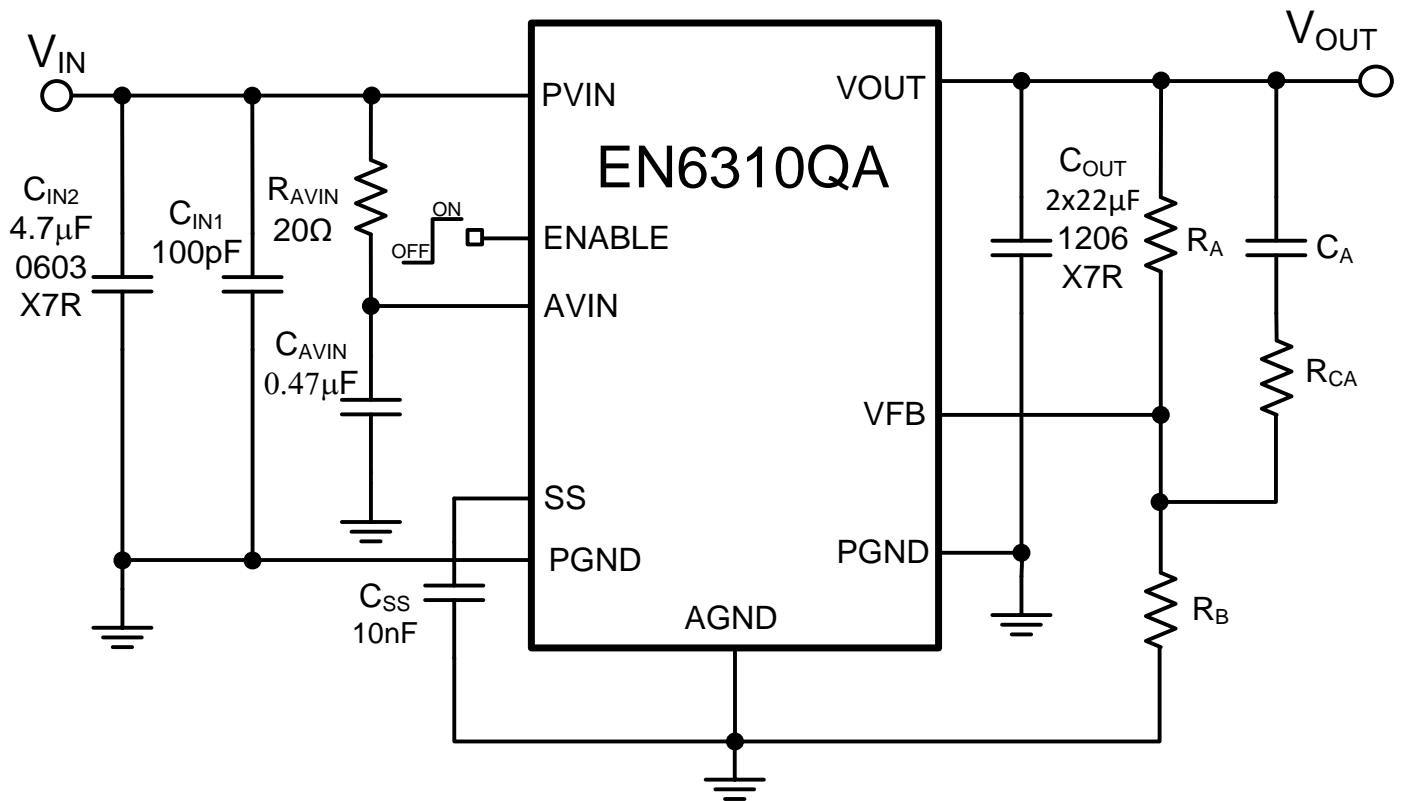 VIN
VOUT
PVIN
VOUT
EN6310QA
CIN2
4.7μF
0603
X7R
CIN1
100pF
RAVIN
20Ω
ON
OFF
ENABLE
COUT
2x22µF
1206
X7R
RA
CA
AVIN
CAVIN
0.47μF
RCA
VFB
SS
PGND
PGND
CSS
10nF
AGND
RB